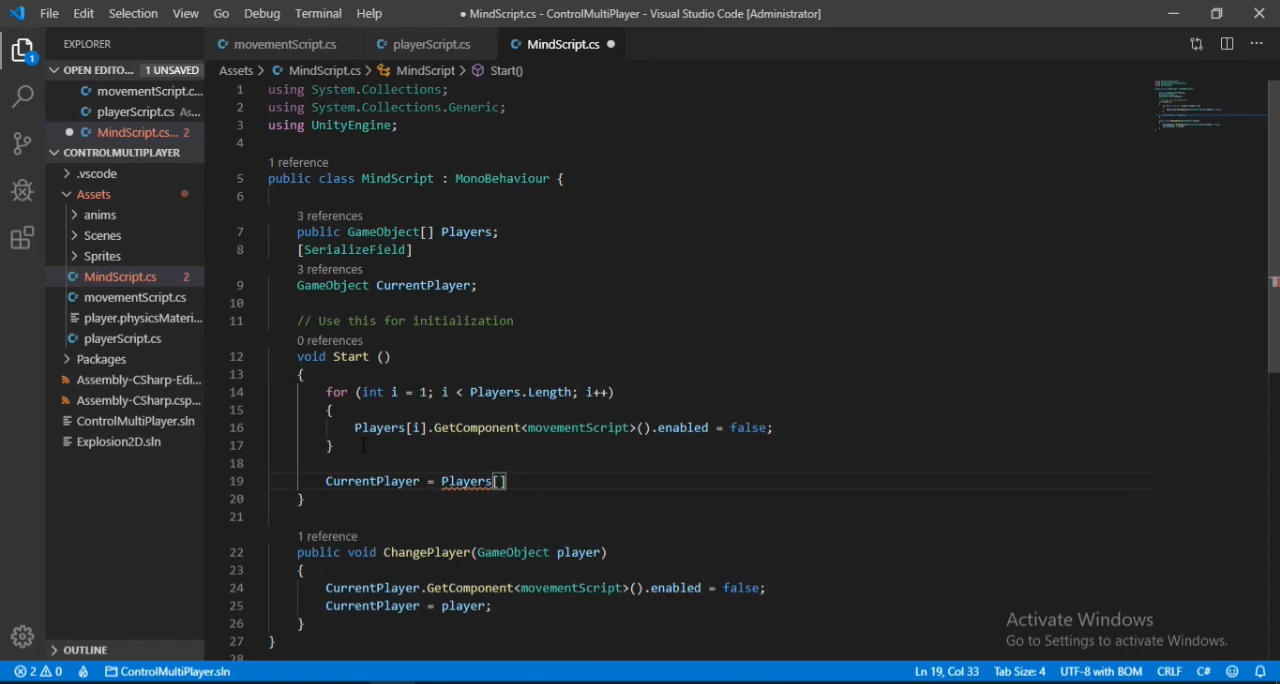 File Edit Selection View Go Debug Terminal Help
● MindScript.cs - ControlMultiPlayer - Visual Studio Code [Administrator]
EXPLORER
movementScript.cs playerScript.cs MindScript.cs ●
OPEN EDITO... 1 UNSAVED
Assets > MindScript.cs > MindScript > Start()
movementScript.c...
playerScript.cs As...
MindScript.cs... 2
CONTROLMULTIPLAYER
.vscode
Assets
anims
Scenes
Sprites
MindScript.cs 2
movementScript.cs
player.physicsMateri...
playerScript.cs
Packages
Assembly-CSharp-Edi...
Assembly-CSharp.csp...
ControlMultiPlayer.sln
Explosion2D.sln
OUTLINE
1 using System.Collections;
2 using System.Collections.Generic;
3 using UnityEngine;
4
1 reference
5 public class MindScript : MonoBehaviour {
6
3 references
7 public GameObject[] Players;
8 [SerializeField]
3 references
9 GameObject CurrentPlayer;
10
11 // Use this for initialization
0 references
12 void Start ()
13 {
14 for (int i = 1; i < Players.Length; i++)
15 {
16 Players[i].GetComponent<movementScript>().enabled = false;
17 }
18
19 CurrentPlayer = Players[]
20 }
21
1 reference
22 public void ChangePlayer(GameObject player)
23 {
24 CurrentPlayer.GetComponent<movementScript>().enabled = false;
25 CurrentPlayer = player;
26 }
27 }
28
Activate Windows
Go to Settings to activate Windows.
1
2 0 ControlMultiPlayer.sln Ln 19, Col 33 Tab Size: 4 UTF-8 with BOM CRLF C#